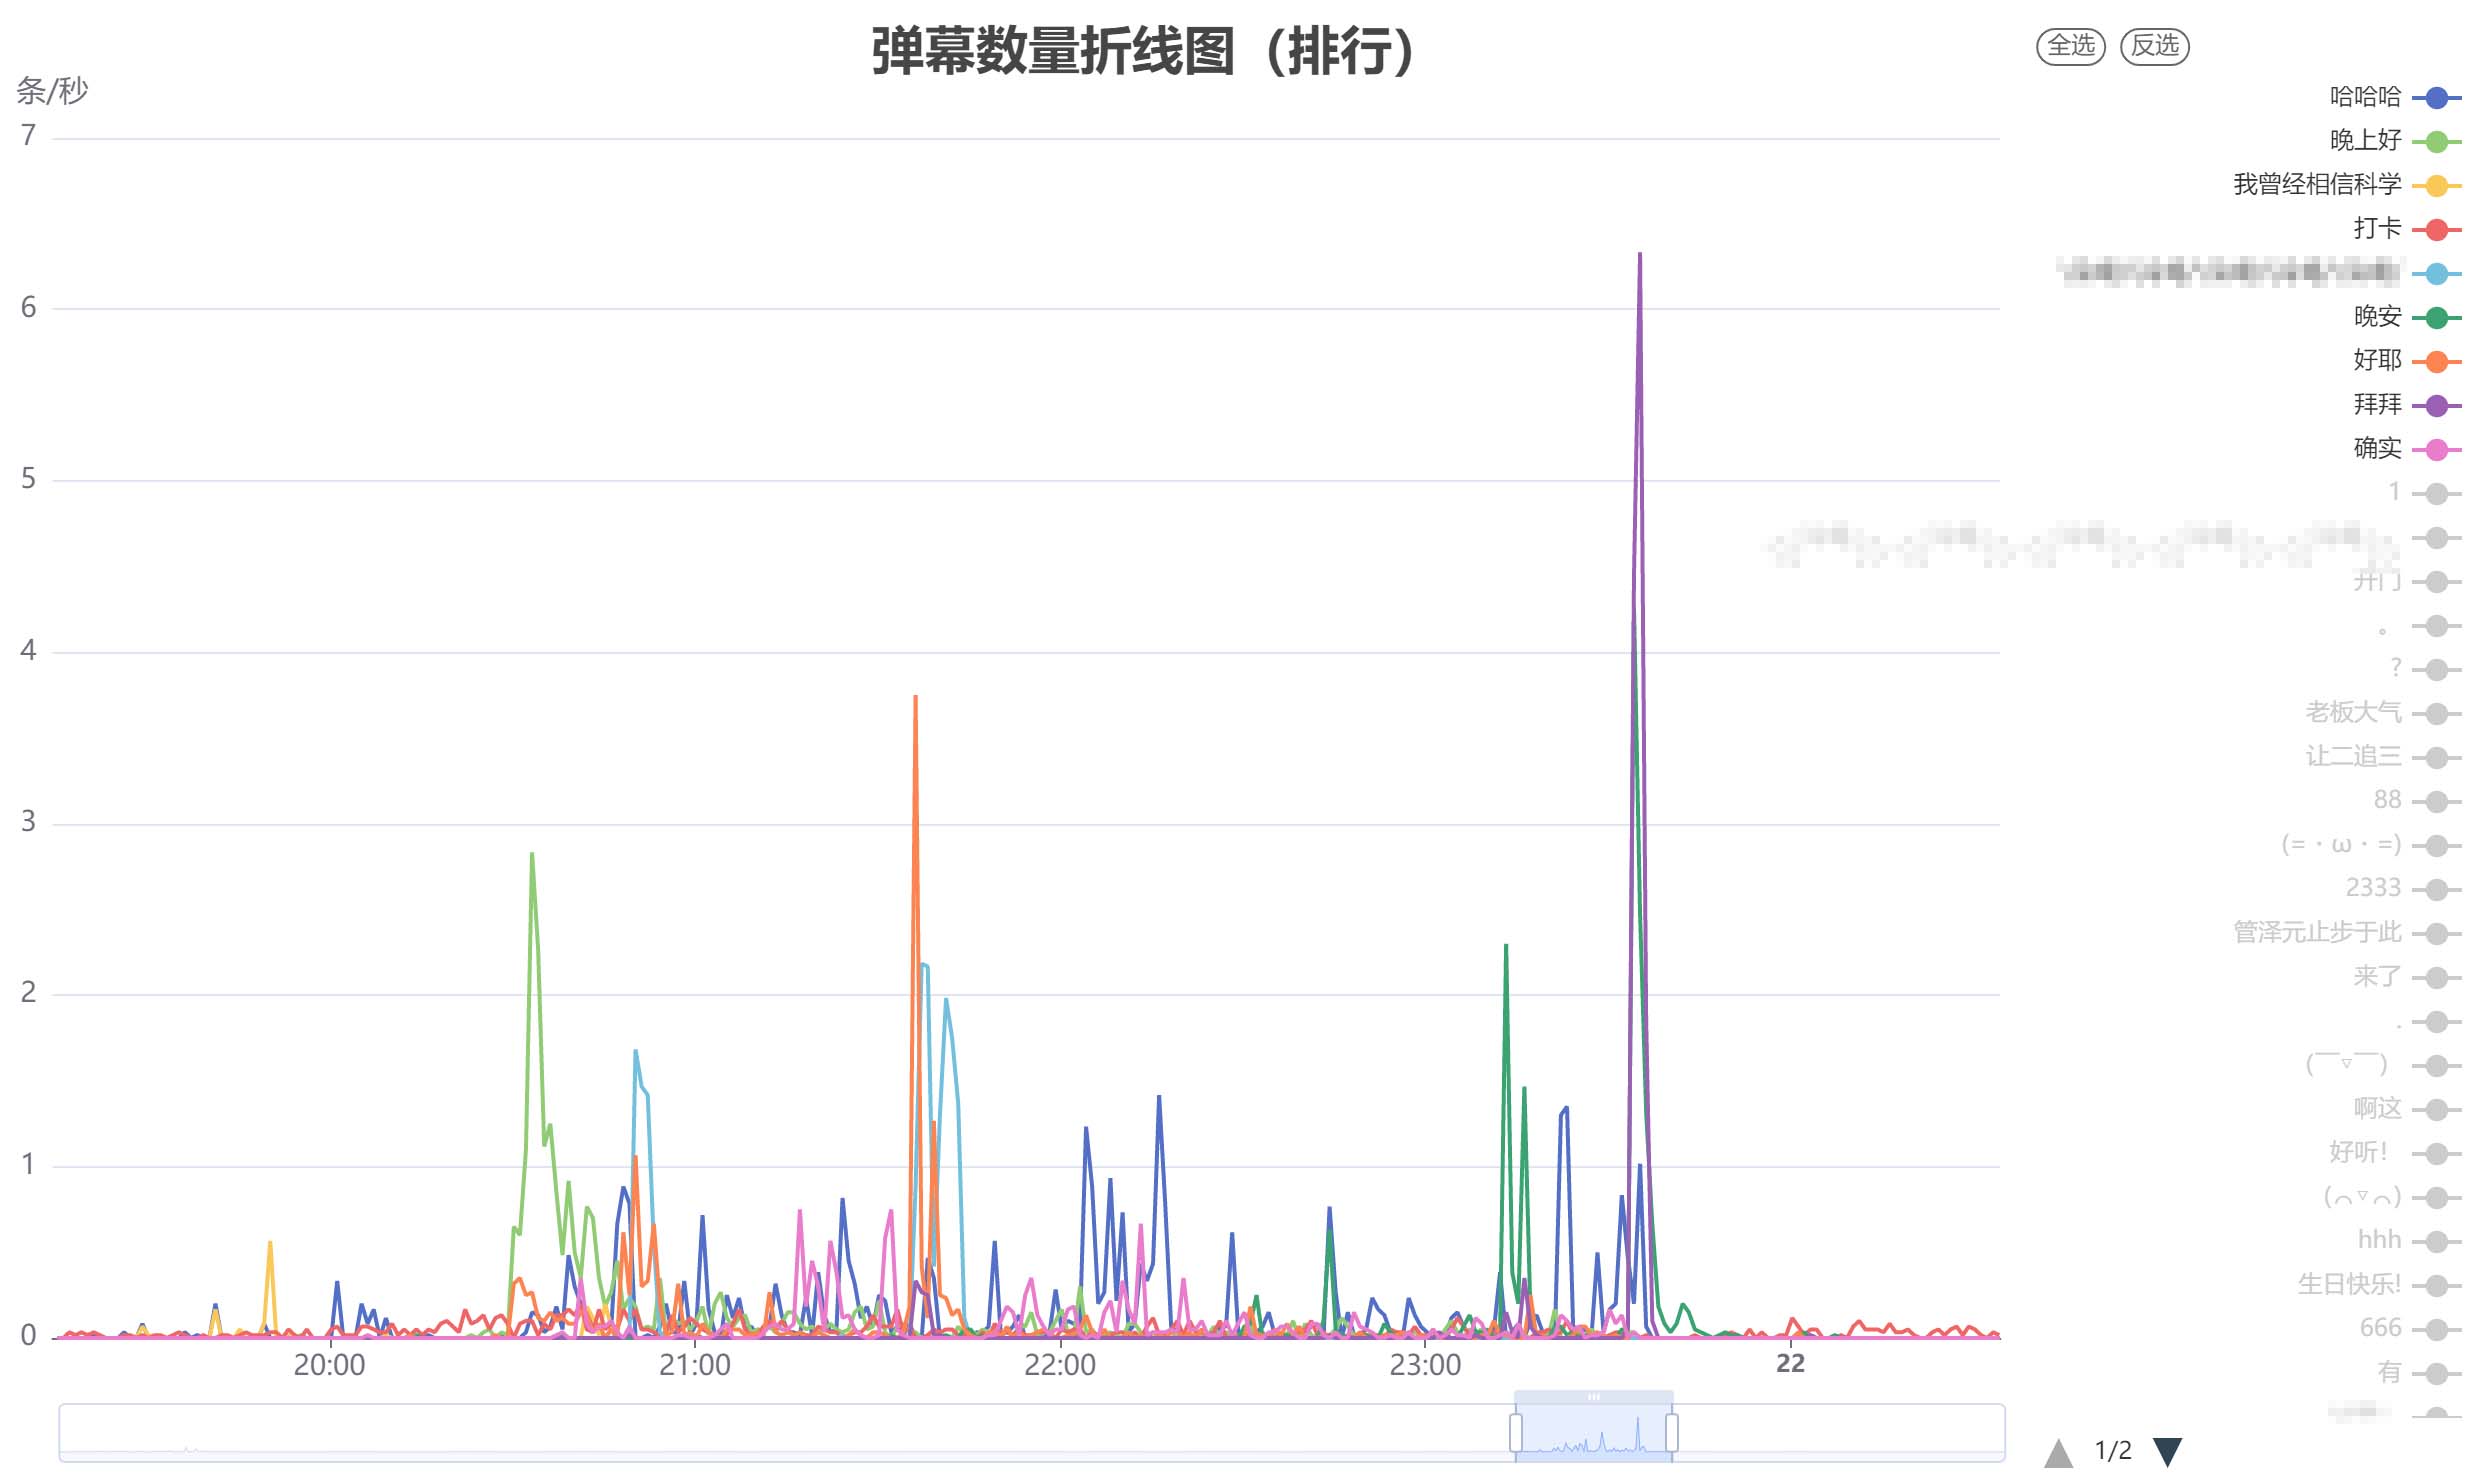 弹幕数量折线图（排行）
全选 反选
条/秒
7
6
5
4
3
2
1
0
20:00 21:00 22:00 23:00 22
哈哈哈
晚上好
我曾经相信科学
打卡
晚安
好耶
拜拜
确实
1
开门
。
?
老板大气
让二追三
88
(=・ω・=)
2333
管泽元止步于此
来了
.
(￣▽￣)
啊这
好听！
(⌒▽⌒)
hhh
生日快乐!
666
有
1/2